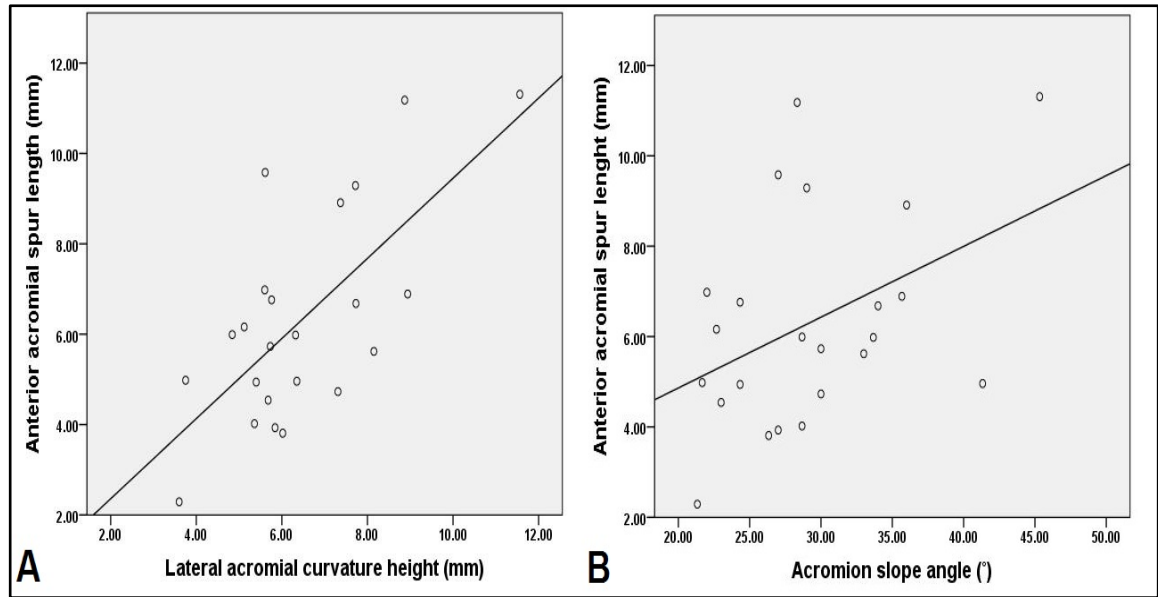 Anterior acromial spur length (mm)
12.00
10.00
8.00
6.00
4.00
2.00
2.00 4.00 6.00 8.00 10.00 12.00
A
Lateral acromial curvature height (mm)
Anterior acromial spur lenght (mm)
12.00
10.00
8.00
6.00
4.00
2.00
20.00 25.00 30.00 35.00 40.00 45.00 50.00
B
Acromion slope angle (°)